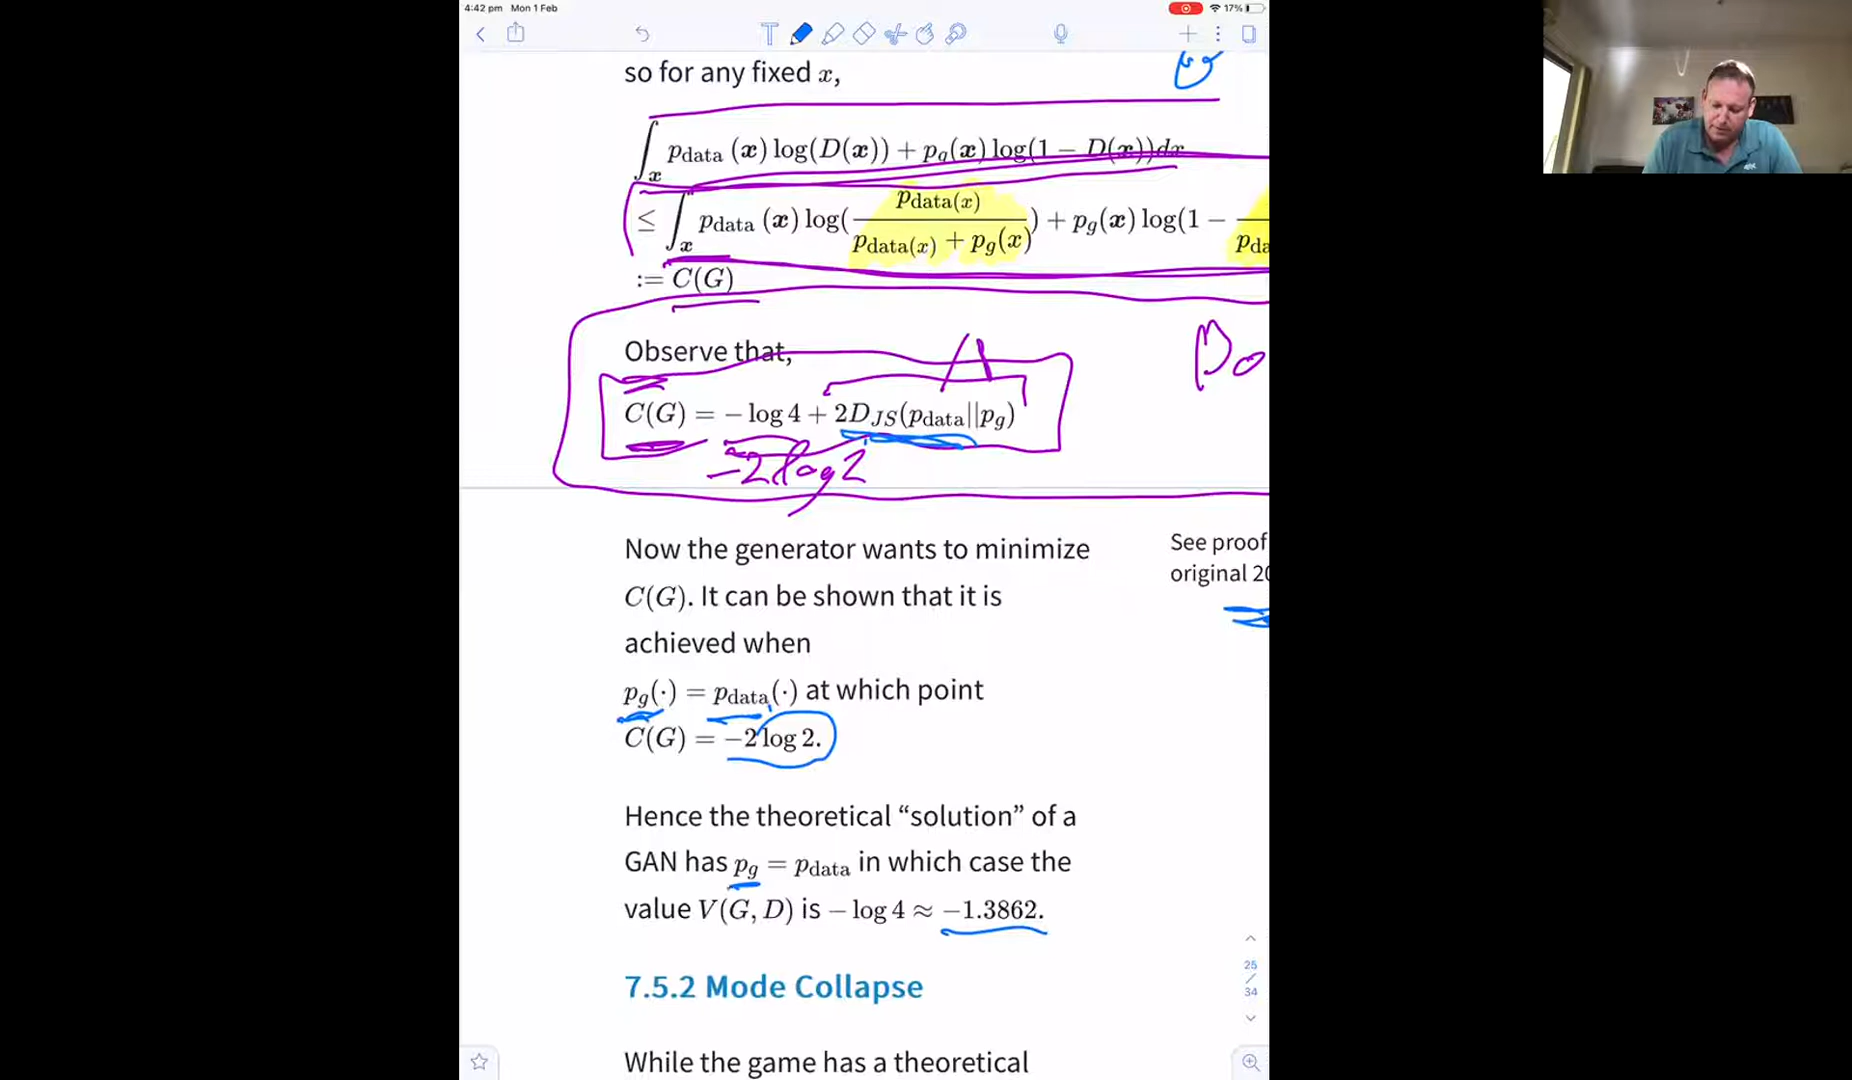 4:42 pm Mon 1 Feb
17%
so for any fixed x,
∫ₓ p_data (x) log(D(x)) + p_g(x) log(1 − D(x))dx
≤ ∫ₓ p_data (x) log( p_data(x) / p_data(x) + p_g(x) ) + p_g(x) log(1 −
:= C(G)
Observe that,
C(G) = − log 4 + 2D_JS(p_data||p_g)
-2 log 2
Now the generator wants to minimize
C(G). It can be shown that it is
achieved when
p_g(·) = p_data(·) at which point
C(G) = −2 log 2.
See proof
original 20
Hence the theoretical “solution” of a
GAN has p_g = p_data in which case the
value V(G, D) is − log 4 ≈ −1.3862.
7.5.2 Mode Collapse
While the game has a theoretical
25
/
34